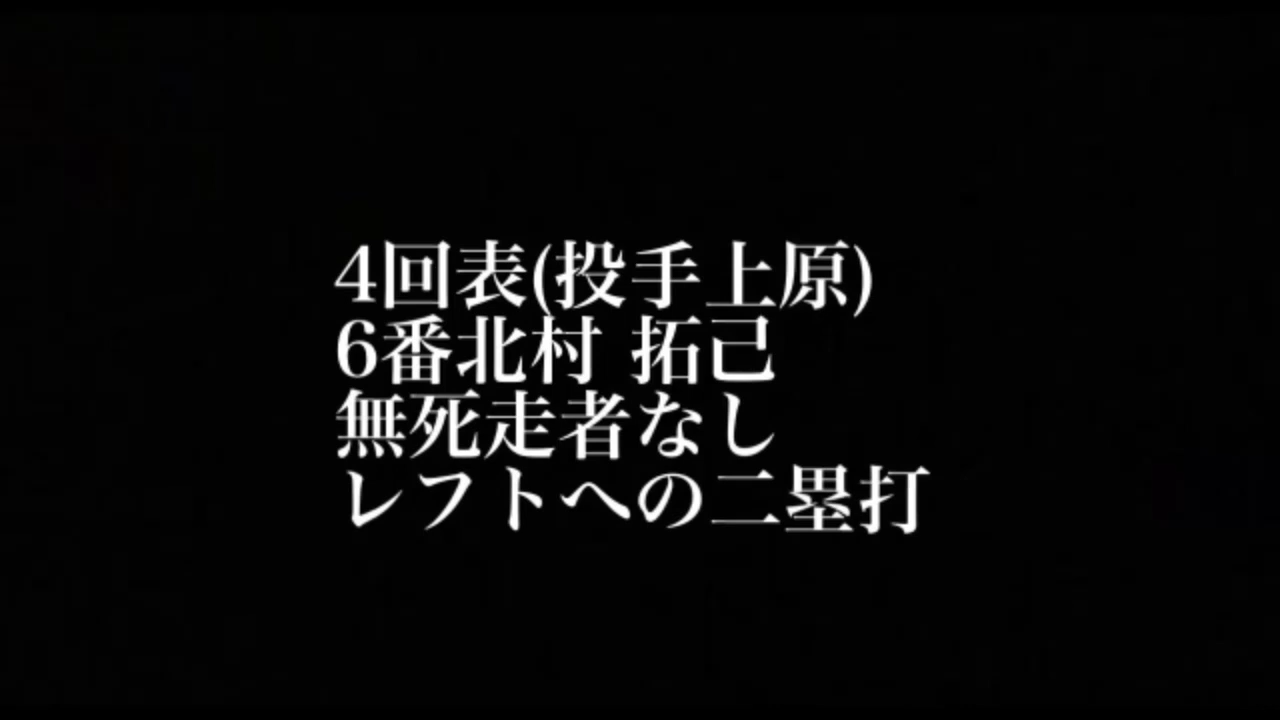 4回表(投手上原)
6番北村 拓己
無死走者なし
レフトへの二塁打